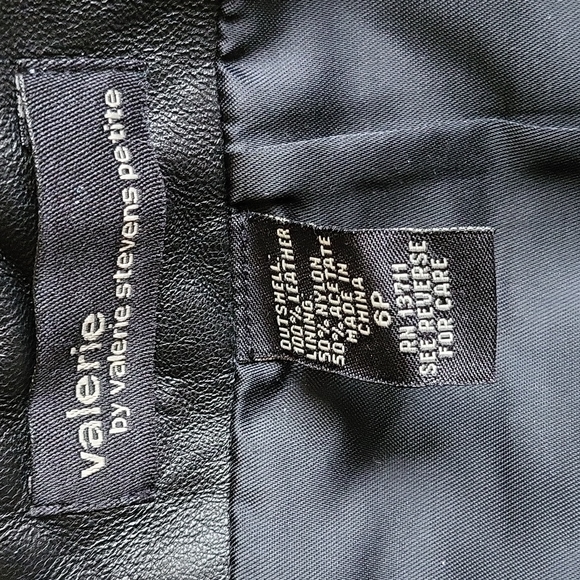 valerie
by valerie stevens petite
OUTSHELL:
100% LEATHER
LINING:
50% NYLON
50% ACETATE
MADE IN
CHINA
6P
RN 13711
SEE REVERSE
FOR CARE